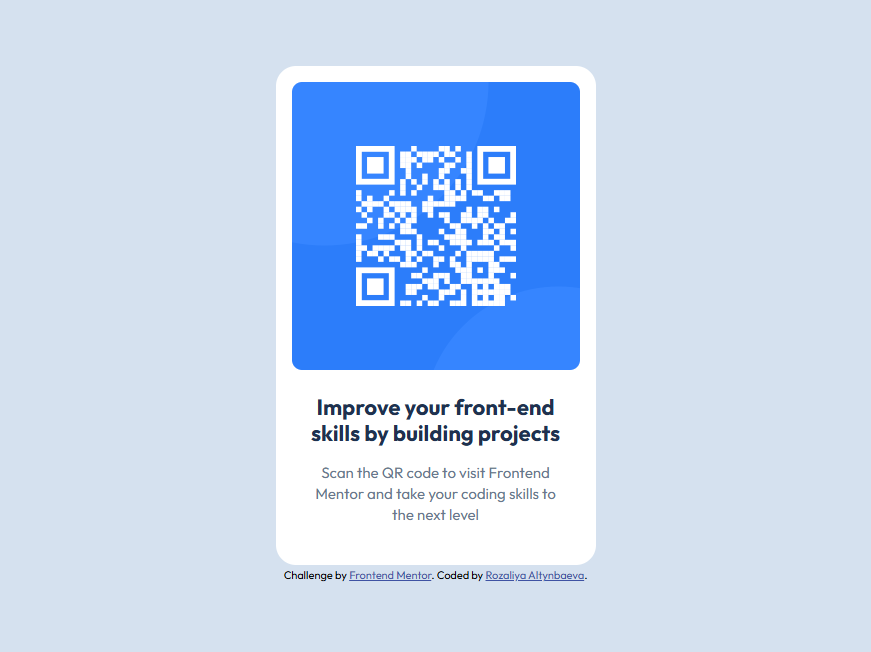 Improve your front-end
skills by building projects
Scan the QR code to visit Frontend
Mentor and take your coding skills to
the next level
Challenge by Frontend Mentor. Coded by Rozaliya Altynbaeva.